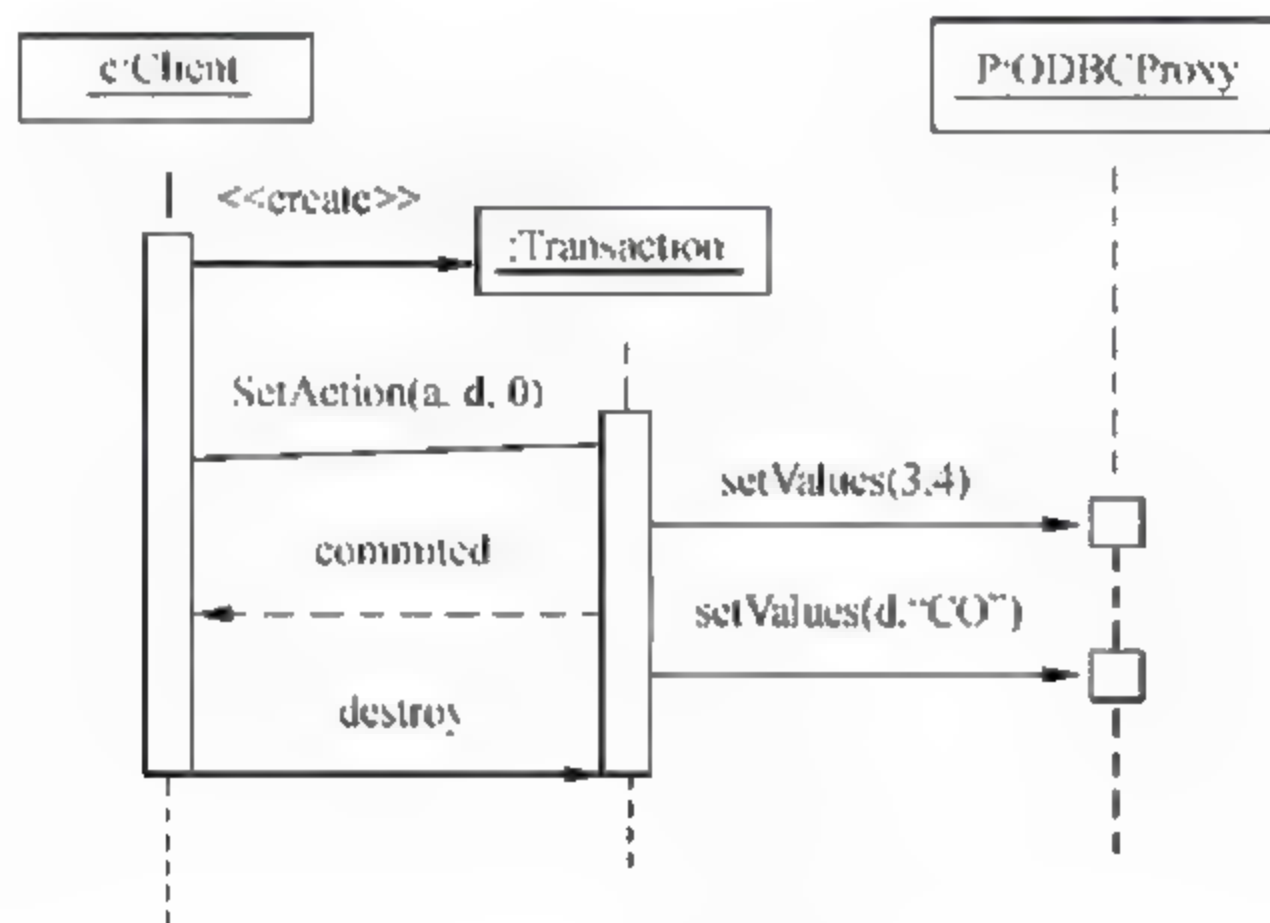 c:Client
P:ODBCProxy
<<create>>
:Transaction
SetAction(a, d, 0)
setValues(3,4)
committed
setValues(d,“CO”)
destroy